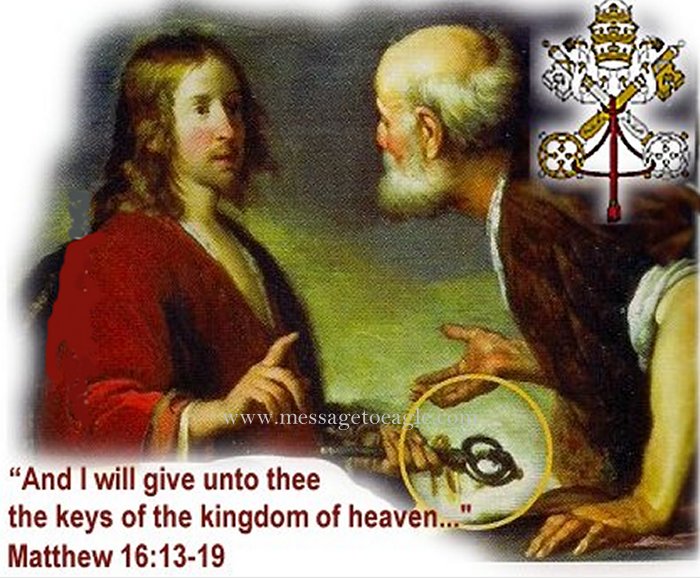 www.messagetoeagle.com
“And I will give unto thee
the keys of the kingdom of heaven..."
Matthew 16:13-19